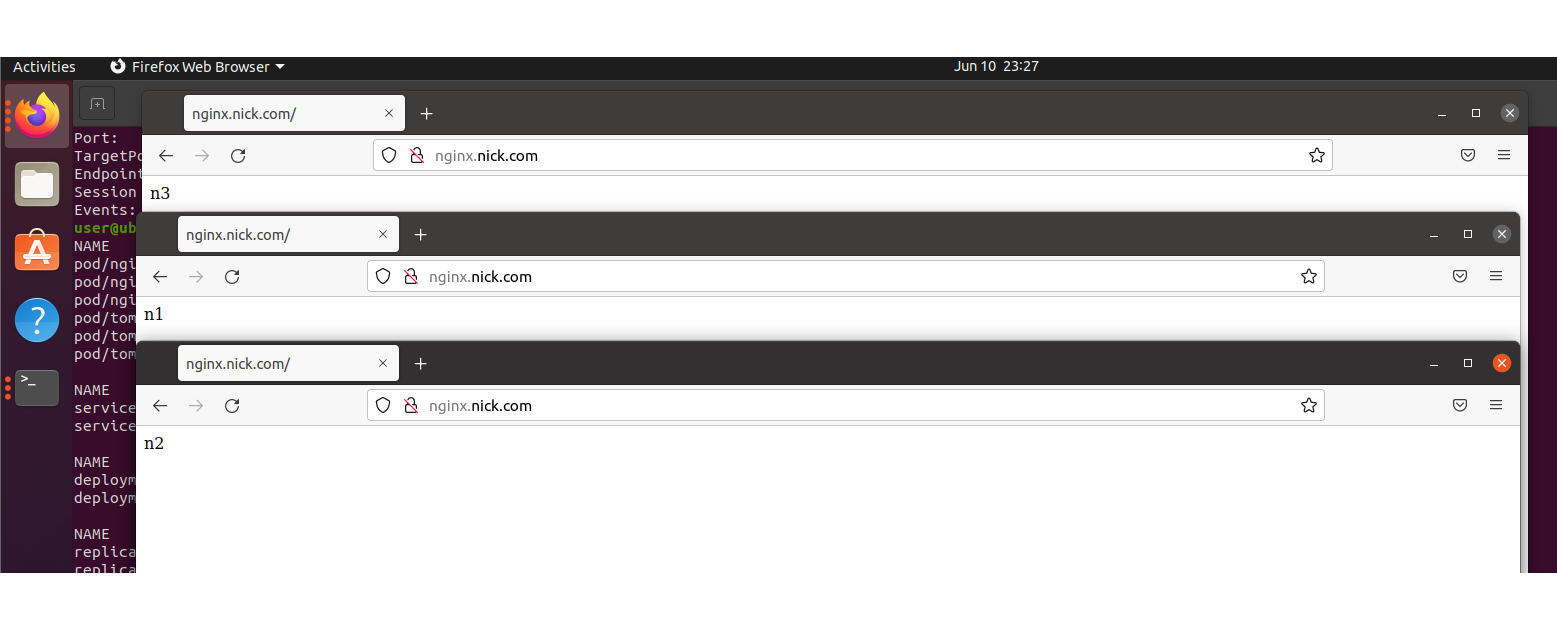 Activities Firefox Web Browser Jun 10 23:27
nginx.nick.com/
Port:
nginx.nick.com
TargetPo
Endpoint
Session
n3
Events:
user@ub
nginx.nick.com/
NAME
pod/ngi
nginx.nick.com
pod/ngi
pod/ngi
n1
pod/tom
pod/tom
pod/tom
nginx.nick.com/
NAME
service
nginx.nick.com
service
n2
NAME
deploym
deploym
NAME
replica
replica